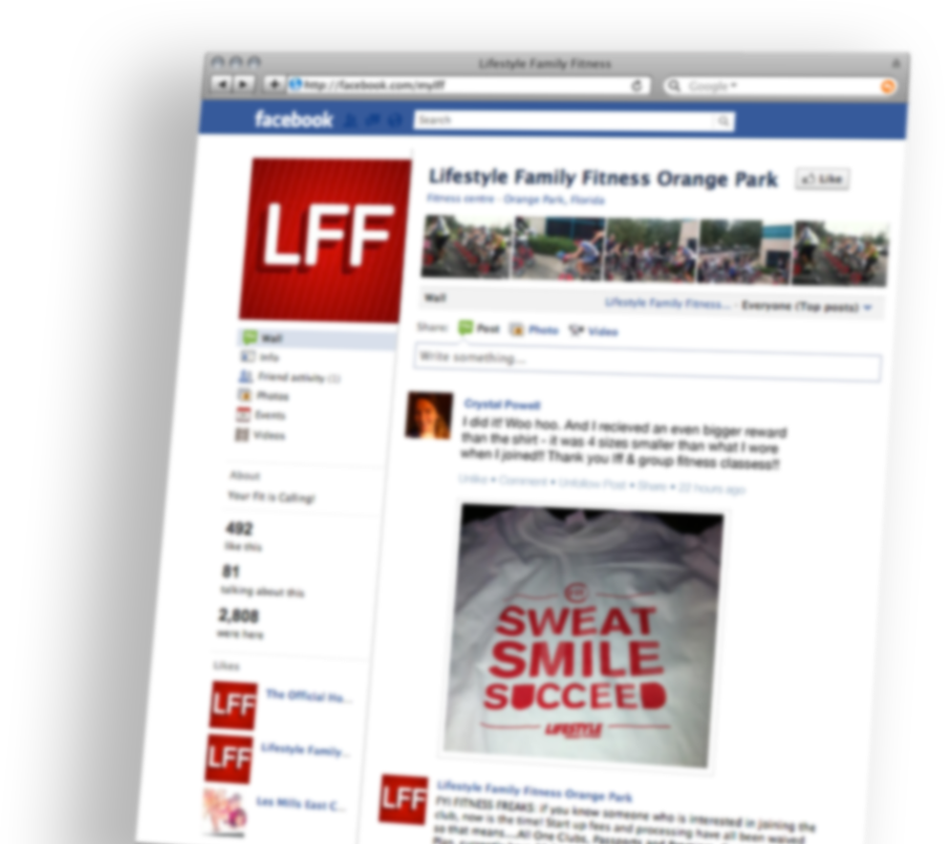 Lifestyle Family Fitness
http://facebook.com/mylff
Google
facebook
Search
LFF
Lifestyle Family Fitness Orange Park
Like
Fitness centre · Orange Park, Florida
Wall
Lifestyle Family Fitness... · Everyone (Top posts)
Share: Post Photo Video
Write something...
Wall
Info
Friend activity
Photos
Events
Videos
About
Your Fit is Calling!
492
like this
81
talking about this
2,808
were here
Likes
LFF
The Official Ho...
LFF
Lifestyle Family...
Les Mills East C...
Crystal Powell
I did it! Woo hoo. And I recieved an even bigger reward
than the shirt - it was 4 sizes smaller than what I wore
when I joined!! Thank you lff & group fitness classess!!
Unlike • Comment • Unfollow Post • Share • 22 hours ago
SWEAT
SMILE
SUCCEED
LIFESTYLE
LFF
Lifestyle Family Fitness Orange Park
FYI FITNESS FREAKS: if you know someone who is interested in joining the
club, now is the time! Start up fees and processing have all been waived
so that means....All One Clubs, Passports and